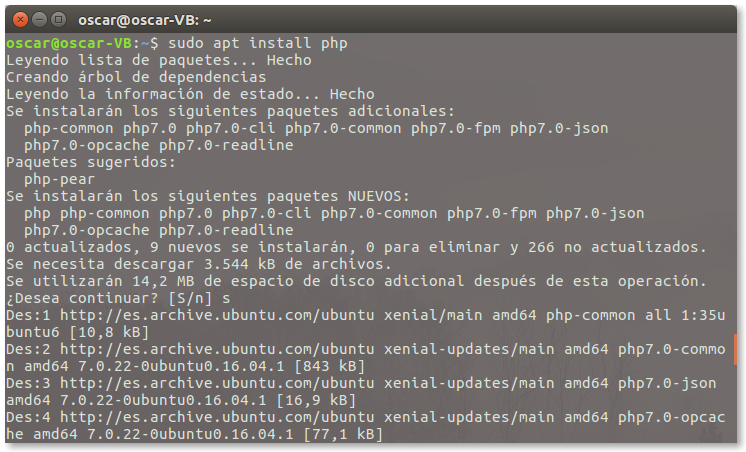 oscar@oscar-VB: ~
oscar@oscar-VB:~$ sudo apt install php
Leyendo lista de paquetes... Hecho
Creando árbol de dependencias
Leyendo la información de estado... Hecho
Se instalarán los siguientes paquetes adicionales:
  php-common php7.0 php7.0-cli php7.0-common php7.0-fpm php7.0-json
  php7.0-opcache php7.0-readline
Paquetes sugeridos:
  php-pear
Se instalarán los siguientes paquetes NUEVOS:
  php php-common php7.0 php7.0-cli php7.0-common php7.0-fpm php7.0-json
  php7.0-opcache php7.0-readline
0 actualizados, 9 nuevos se instalarán, 0 para eliminar y 266 no actualizados.
Se necesita descargar 3.544 kB de archivos.
Se utilizarán 14,2 MB de espacio de disco adicional después de esta operación.
¿Desea continuar? [S/n] s
Des:1 http://es.archive.ubuntu.com/ubuntu xenial/main amd64 php-common all 1:35u
buntu6 [10,8 kB]
Des:2 http://es.archive.ubuntu.com/ubuntu xenial-updates/main amd64 php7.0-commo
n amd64 7.0.22-0ubuntu0.16.04.1 [843 kB]
Des:3 http://es.archive.ubuntu.com/ubuntu xenial-updates/main amd64 php7.0-json
amd64 7.0.22-0ubuntu0.16.04.1 [16,9 kB]
Des:4 http://es.archive.ubuntu.com/ubuntu xenial-updates/main amd64 php7.0-opcac
he amd64 7.0.22-0ubuntu0.16.04.1 [77,1 kB]